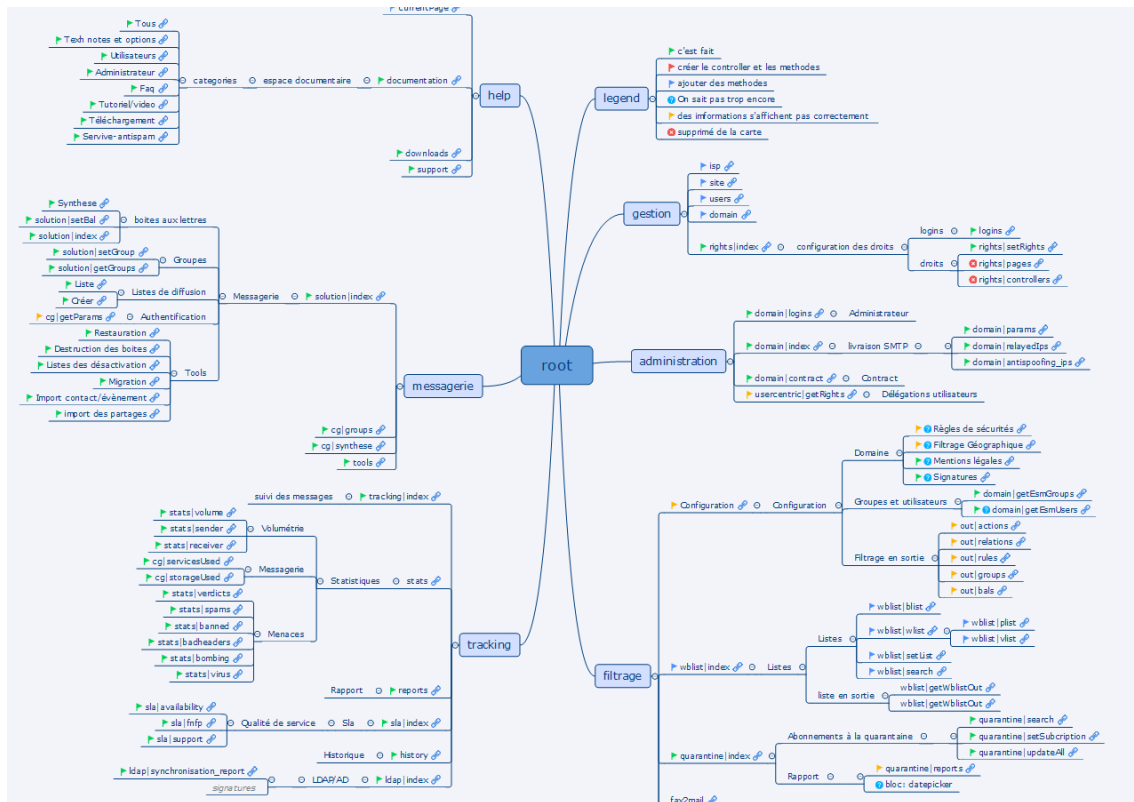 root
help
currentPage
documentation
espace documentaire
categories
Tous
Texh notes et options
Utilisateurs
Administrateur
Faq
Tutoriel/video
Téléchargement
Servive-antispam
downloads
support
messagerie
solution|index
Messagerie
boites aux lettres
Synthese
solution|setBal
solution|index
Groupes
solution|setGroup
solution|getGroups
Listes de diffusion
Liste
Créer
Authentification
cg|getParams
Tools
Restauration
Destruction des boites
Listes des désactivation
Migration
Import contact/évènement
import des partages
cg|groups
cg|synthese
tools
tracking
tracking|index
suivi des messages
stats
Statistiques
Volumétrie
stats|volume
stats|sender
stats|receiver
Messagerie
cg|servicesUsed
cg|storageUsed
Menaces
stats|verdicts
stats|spams
stats|banned
stats|badheaders
stats|bombing
stats|virus
reports
Rapport
sla|index
Sla
Qualité de service
sla|availability
sla|fnfp
sla|support
history
Historique
ldap|index
LDAP/AD
ldap|synchronisation_report
signatures
legend
c'est fait
créer le controller et les methodes
ajouter des methodes
On sait pas trop encore
des imformations s'affichent pas correctement
supprimé de la carte
gestion
isp
site
users
domain
rights|index
configuration des droits
logins
logins
droits
rights|setRights
rights|pages
rights|controllers
administration
domain|logins
Administrateur
domain|index
livraison SMTP
domain|params
domain|relayedIps
domain|antispoofing_ips
domain|contract
Contract
usercentric|getRights
Délégations utilisateurs
filtrage
Configuration
Configuration
Domaine
Règles de sécurités
Filtrage Géographique
Mentions légales
Signatures
Groupes et utilisateurs
domain|getEsmGroups
domain|getEsmUsers
Filtrage en sortie
out|actions
out|relations
out|rules
out|groups
out|bals
wblist|index
Listes
Listes
wblist|blist
wblist|wlist
wblist|plist
wblist|vlist
wblist|setList
wblist|search
liste en sortie
wblist|getWblistOut
wblist|getWblistOut
quarantine|index
Abonnements à la quarantaine
quarantine|search
quarantine|setSubcription
quarantine|updateAll
Rapport
quarantine|reports
bloc: datepicker
fax2mail